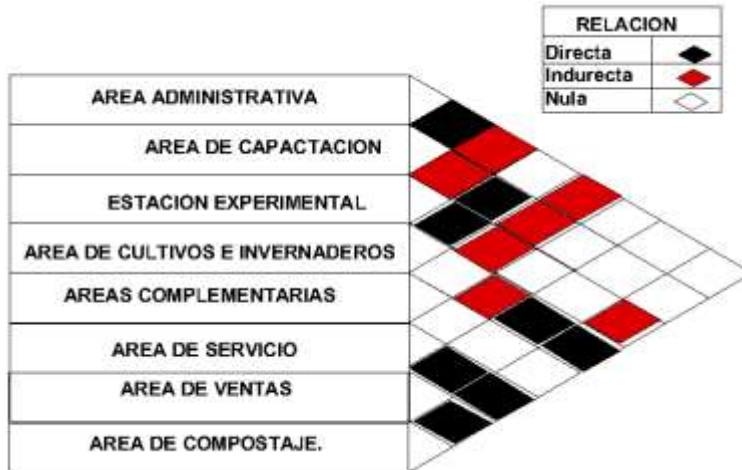 RELACION
Directa
Indurecta
Nula
AREA ADMINISTRATIVA
AREA DE CAPACTACION
ESTACION EXPERIMENTAL
AREA DE CULTIVOS E INVERNADEROS
AREAS COMPLEMENTARIAS
AREA DE SERVICIO
AREA DE VENTAS
AREA DE COMPOSTAJE.